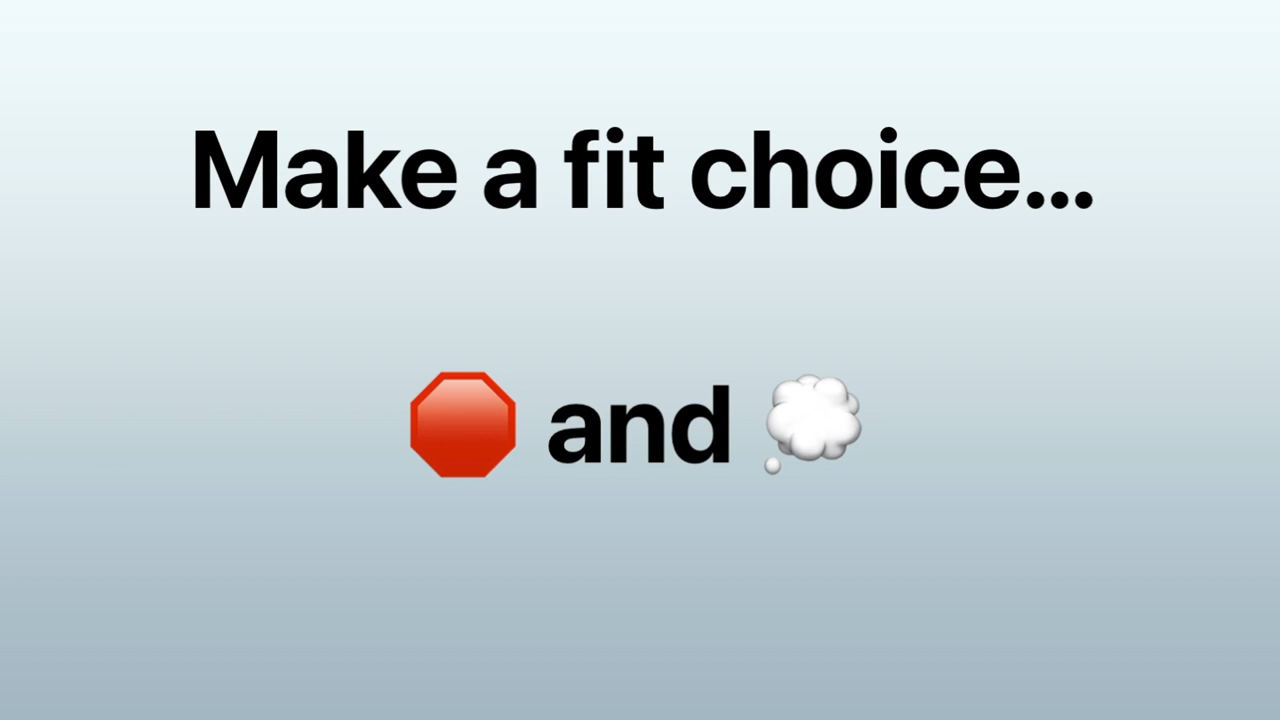 Make a fit choice...
🛑 and 💭